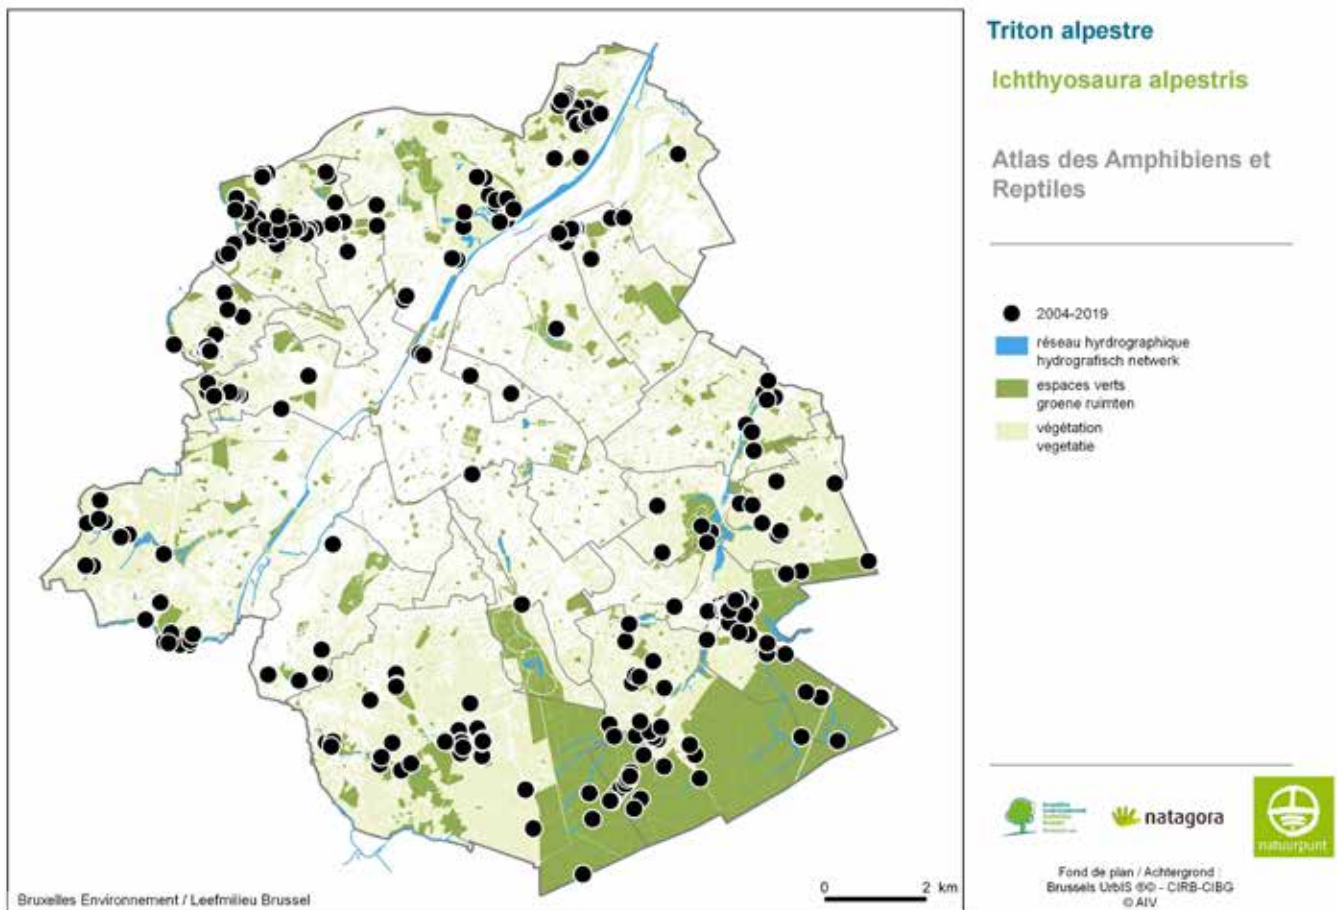 Triton alpestre
Ichthyosaura alpestris
Atlas des Amphibiens et
Reptiles
2004-2019
réseau hyrdrographique
hydrografisch netwerk
espaces verts
groene ruimten
végétation
vegetatie
natagora
natuurpunt
Fond de plan / Achtergrond :
Brussels UrbIS ®© - CIRB-CIBG
© AIV
0 2 km
Bruxelles Environnement / Leefmilieu Brussel